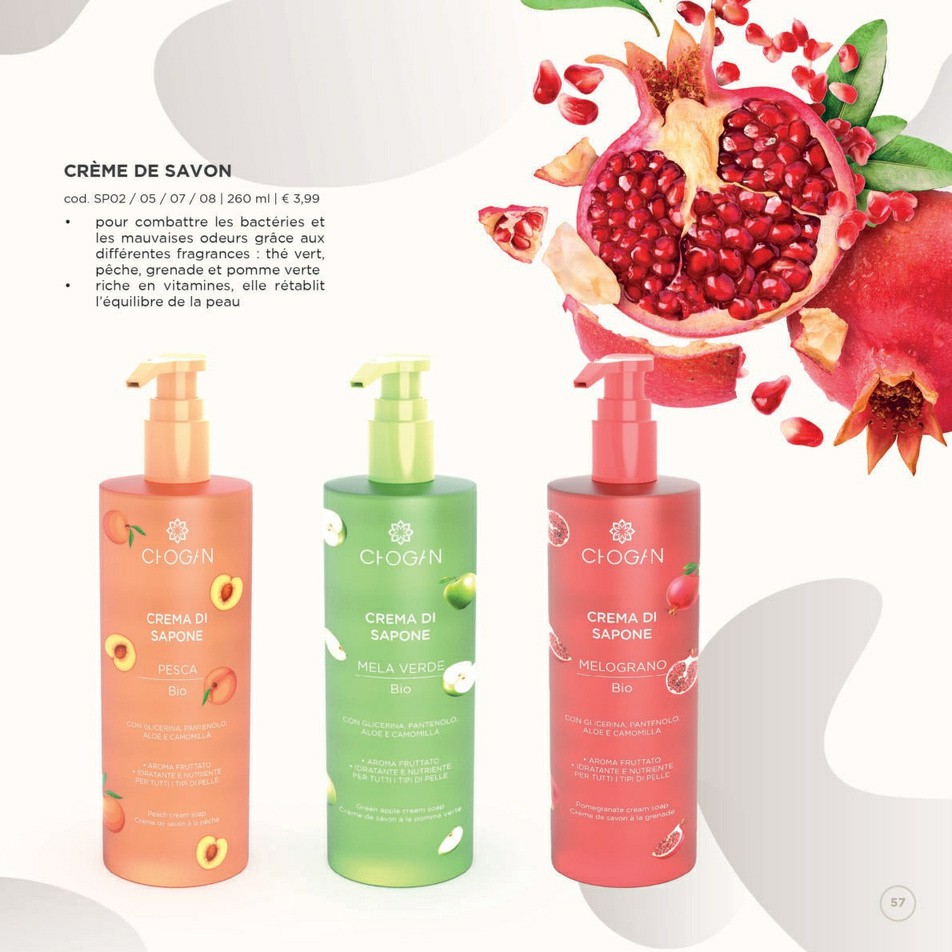 CRÈME DE SAVON
cod. SP02 / 05 / 07 / 08 | 260 ml | € 3,99
• pour combattre les bactéries et
les mauvaises odeurs grâce aux
différentes fragrances : thé vert,
pêche, grenade et pomme verte
• riche en vitamines, elle rétablit
l'équilibre de la peau
CHOGAN
CREMA DI
SAPONE
PESCA
Bio
CON GLICERINA, PANTENOLO,
ALOE E CAMOMILLA
• AROMA FRUTTATO
• IDRATANTE E NUTRIENTE
PER TUTTI I TIPI DI PELLE
Peach cream soap
Crème de savon à la pêche
CHOGAN
CREMA DI
SAPONE
MELA VERDE
Bio
CON GLICERINA, PANTENOLO,
ALOE E CAMOMILLA
• AROMA FRUTTATO
• IDRATANTE E NUTRIENTE
PER TUTTI I TIPI DI PELLE
Green apple cream soap
Crème de savon à la pomme verte
CHOGAN
CREMA DI
SAPONE
MELOGRANO
Bio
CON GLICERINA, PANTENOLO,
ALOE E CAMOMILLA
• AROMA FRUTTATO
• IDRATANTE E NUTRIENTE
PER TUTTI I TIPI DI PELLE
Pomegranate cream soap
Crème de savon à la grenade
57